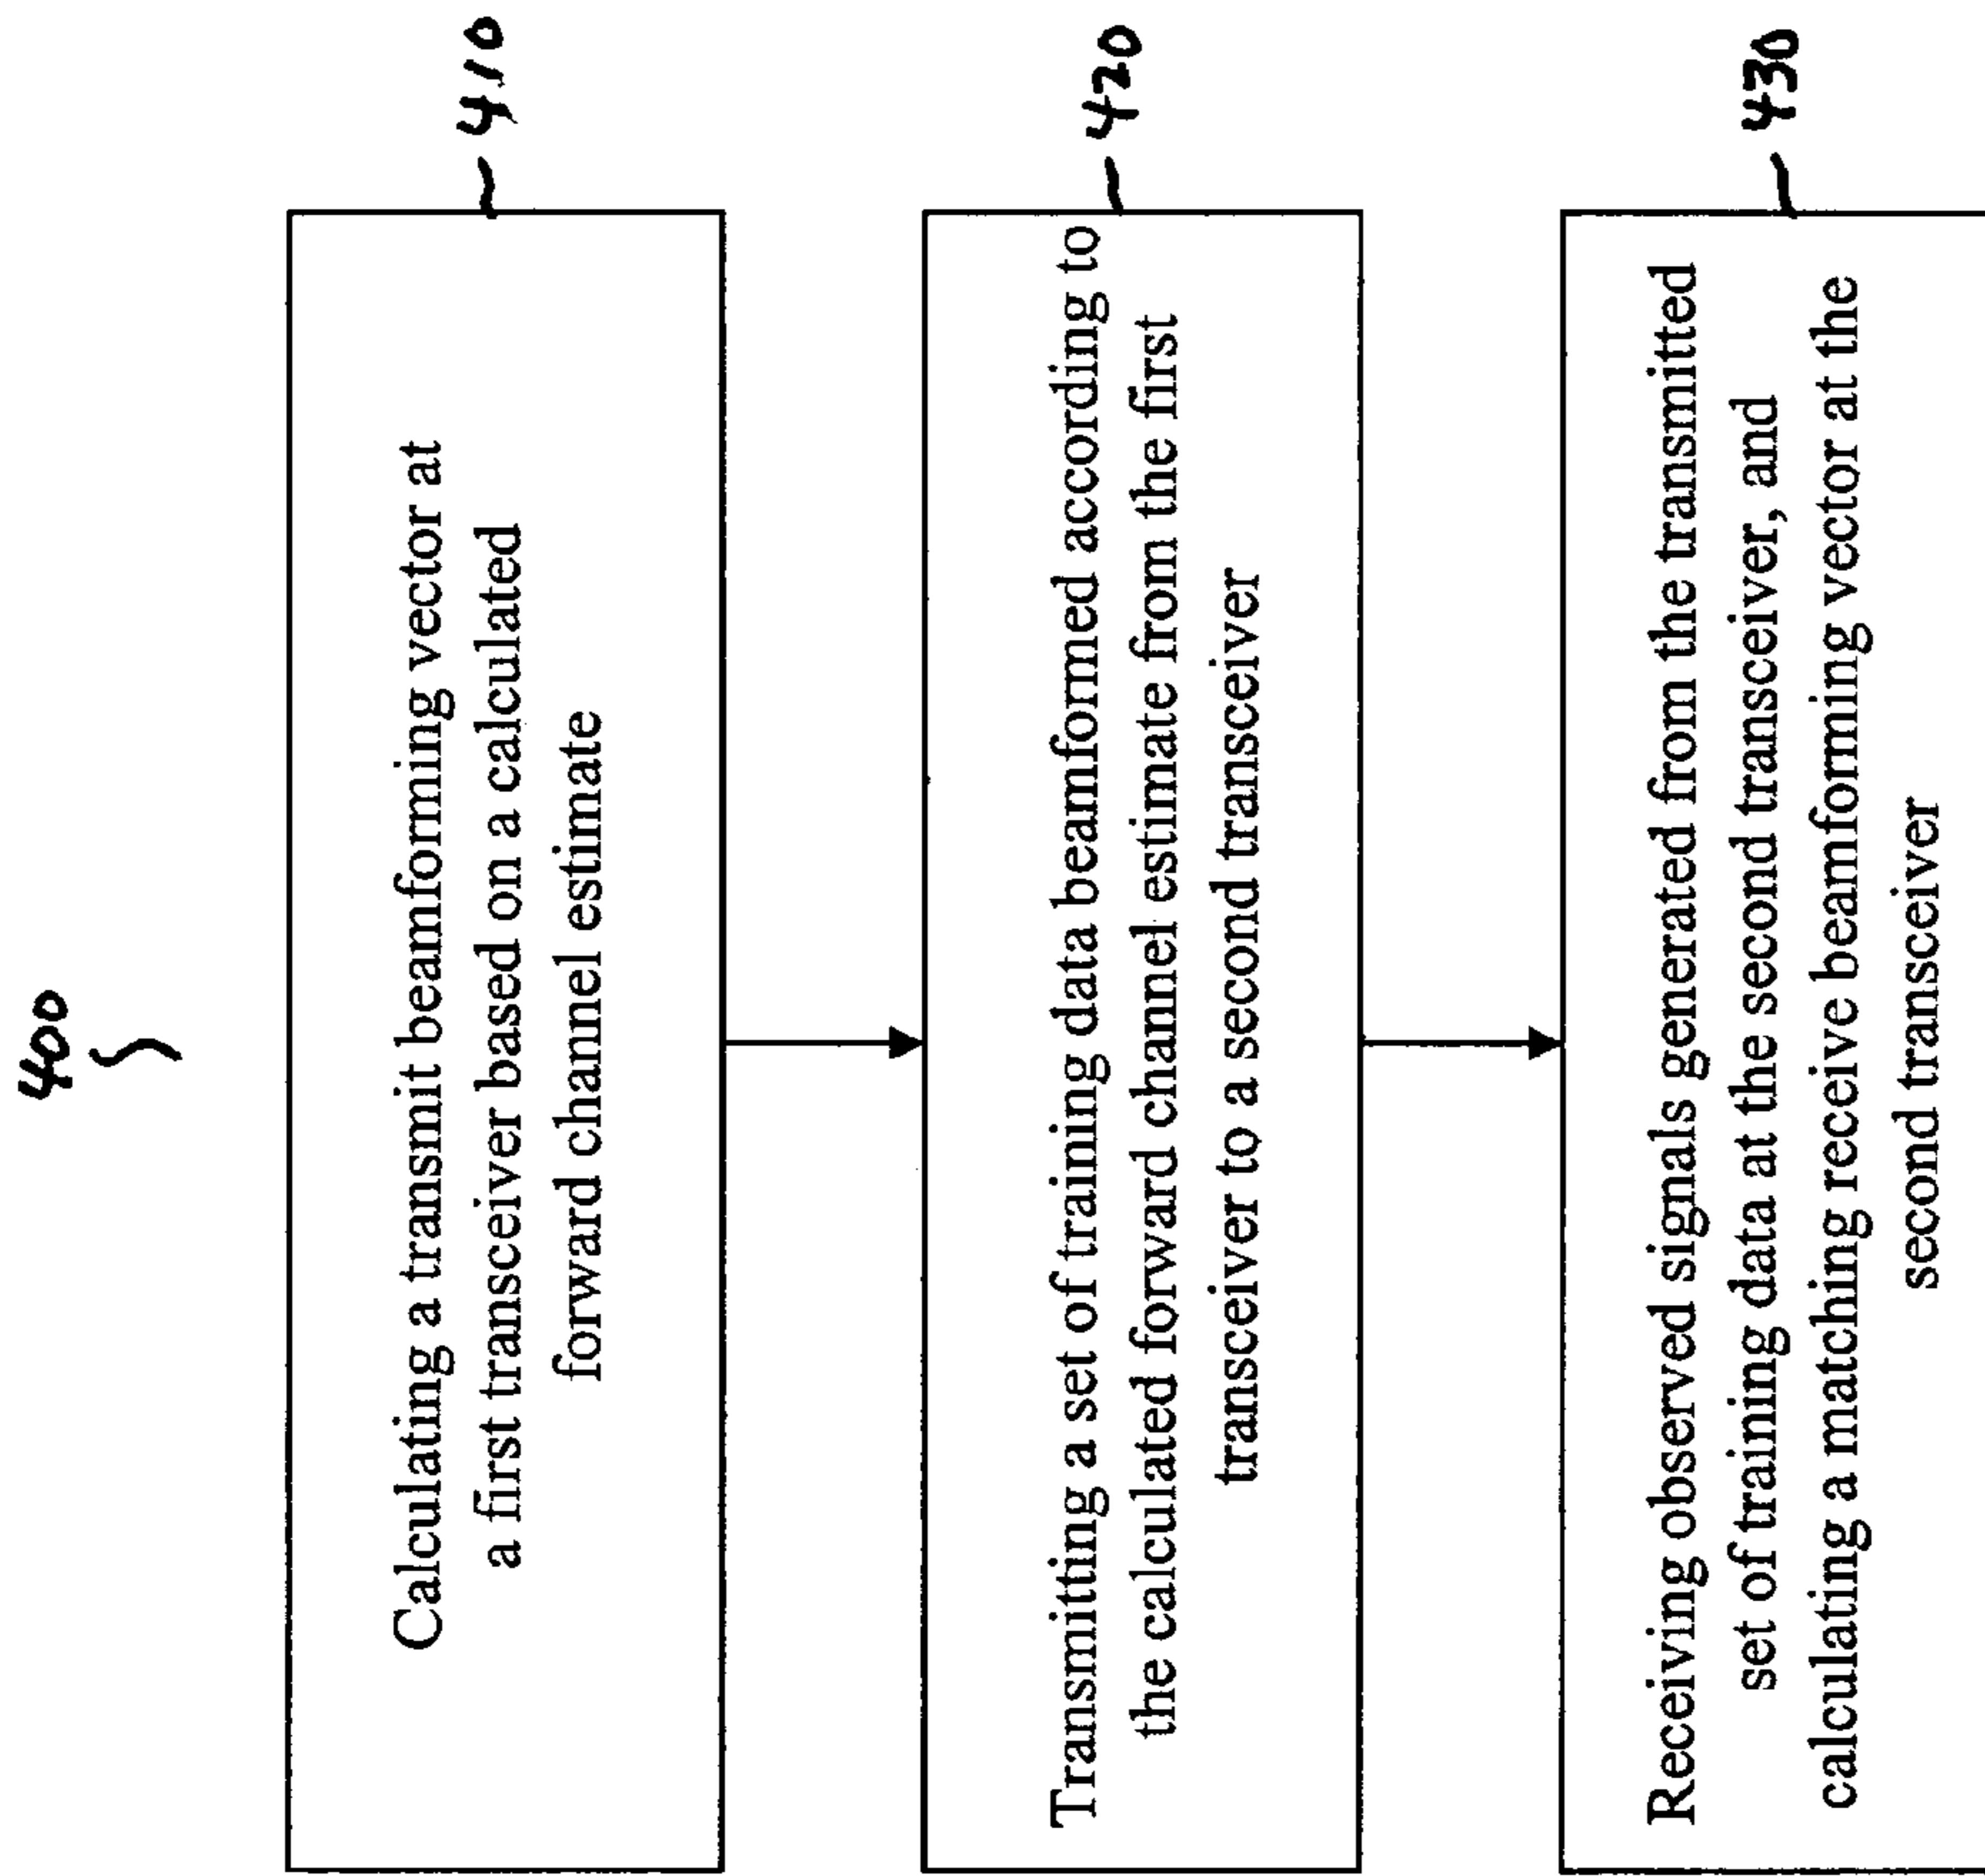 400
Calculating a transmit beamforming vector at
a first transceiver based on a calculated
forward channel estimate
410
Transmitting a set of training data beamformed according to
the calculated forward channel estimate from the first
transceiver to a second transceiver
420
Receiving observed signals generated from the transmitted
set of training data at the second transceiver, and
calculating a matching receive beamforming vector at the
second transceiver
430